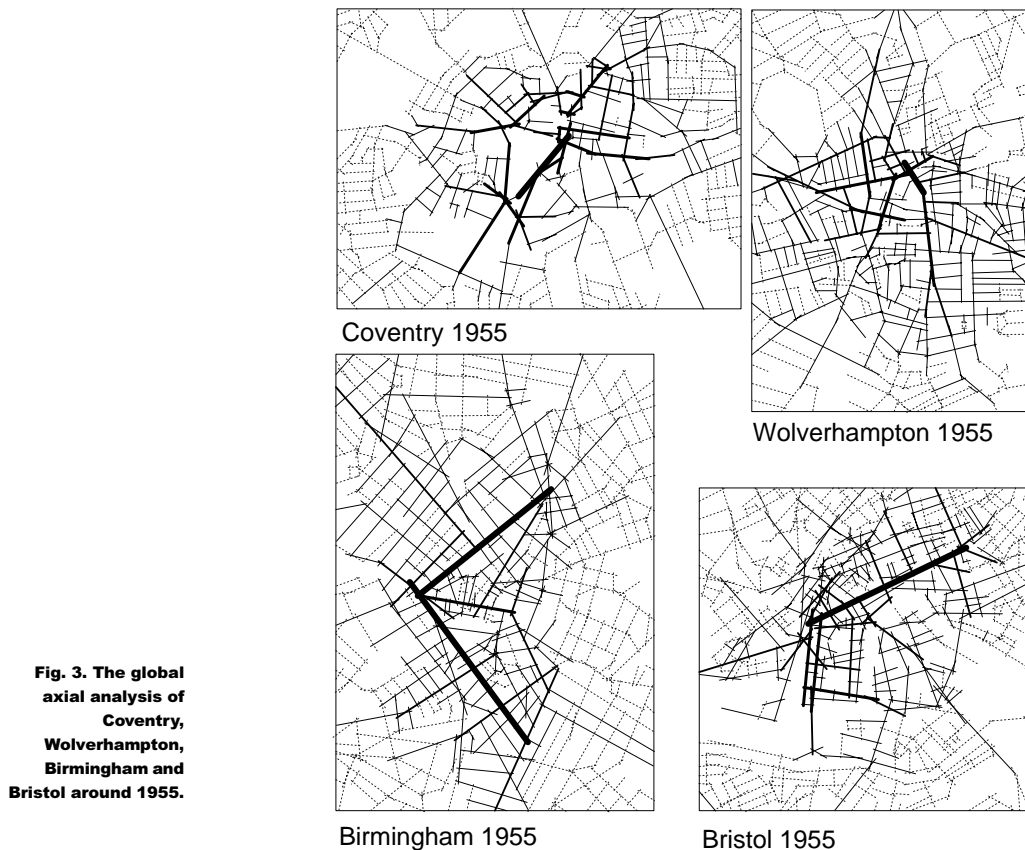 Coventry 1955
Wolverhampton 1955
Fig. 3. The global
axial analysis of
Coventry,
Wolverhampton,
Birmingham and
Bristol around 1955.
Birmingham 1955
Bristol 1955